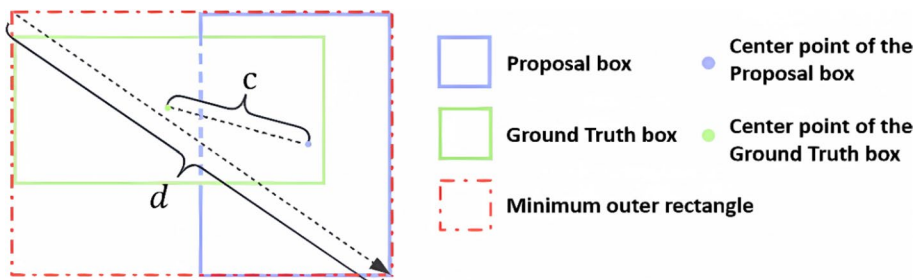 c
d
Proposal box
Center point of the
Proposal box
Ground Truth box
Center point of the
Ground Truth box
Minimum outer rectangle